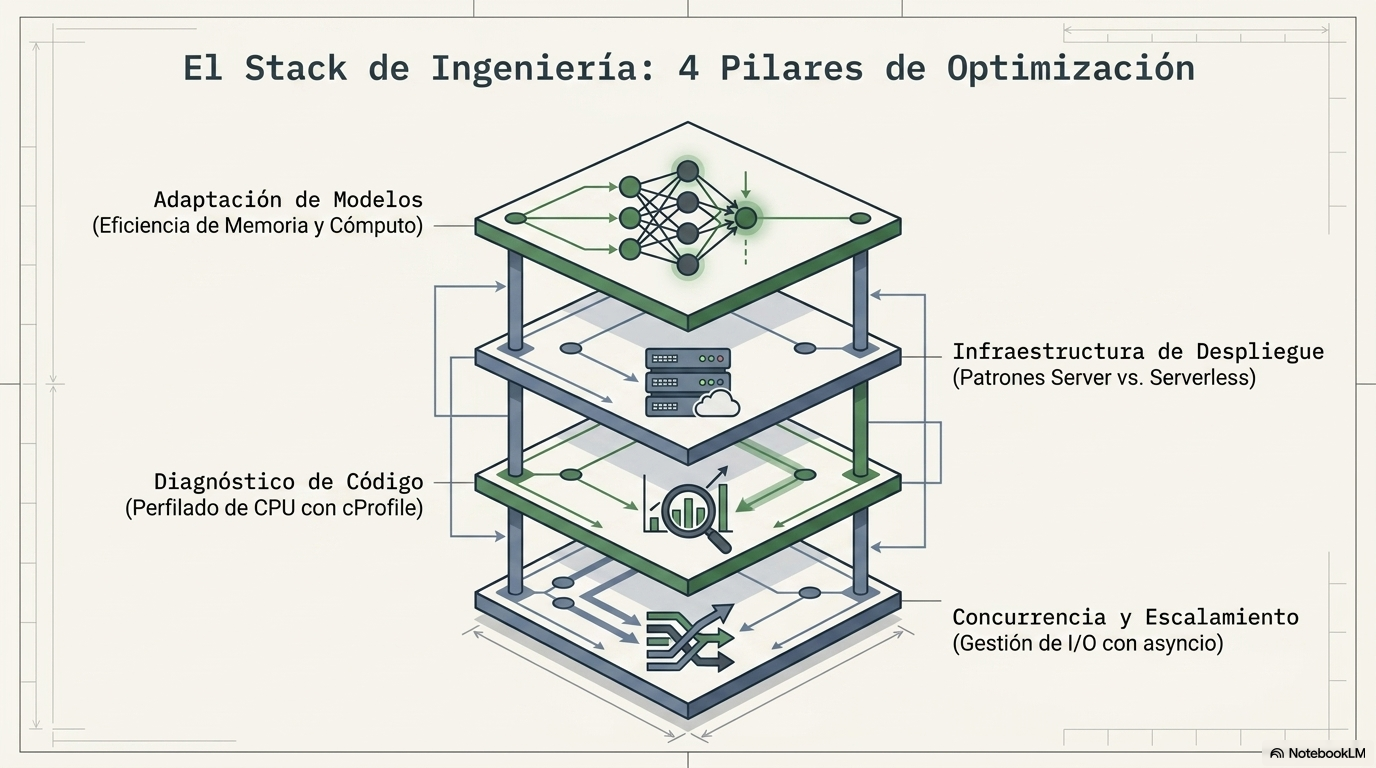 El Stack de Ingeniería: 4 Pilares de Optimización
Adaptación de Modelos
(Eficiencia de Memoria y Cómputo)
Infraestructura de Despliegue
(Patrones Server vs. Serverless)
Diagnóstico de Código
(Perfilado de CPU con cProfile)
Concurrencia y Escalamiento
(Gestión de I/O con asyncio)
NotebookLM